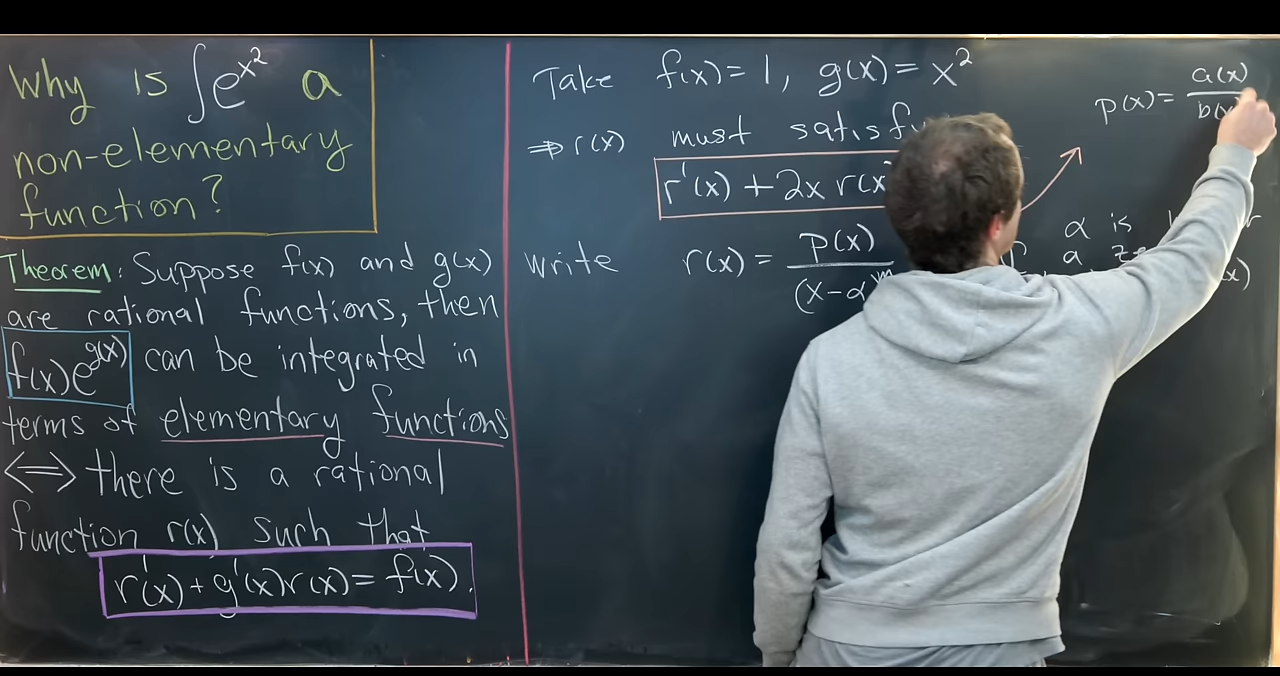 Why is ∫e^x²  a
non-elementary
function?
Theorem: Suppose f(x) and g(x)
are rational functions, then
f(x)e^g(x) can be integrated in
terms of elementary functions
⟺ there is a rational
function r(x) such that
r'(x) + g'(x)r(x) = f(x).
Take f(x) = 1, g(x) = x²
⇒ r(x) must satisfy
r'(x) + 2x r(x
Write r(x) = p(x) / (x-α)^m
α is
a
x)
p(x) = a(x) / b(x)